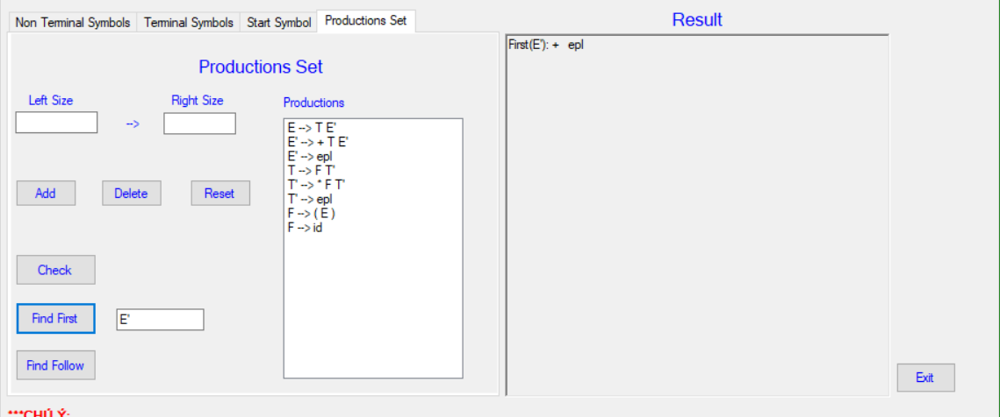 Non Terminal Symbols Terminal Symbols Start Symbol Productions Set
Productions Set
Left Size
Right Size
-->
Productions
E --> T E'
E' --> + T E'
E' --> epl
T --> F T'
T' --> * F T'
T' --> epl
F --> ( E )
F --> id
Add Delete Reset
Check
Find First
E'
Find Follow
Result
First(E'): + epl
Exit
***CHÚ Ý: